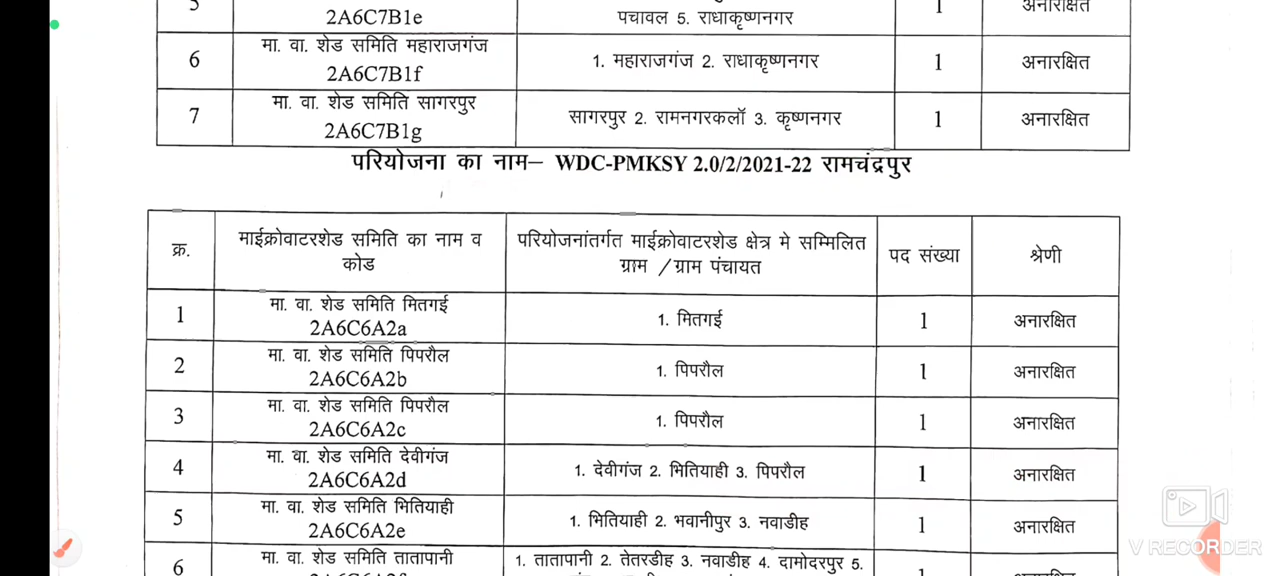 5 2A6C7B1e पचावल 5. राधाकृष्णनगर 1 अनारक्षित
मा. वा. शेड समिति महाराजगंज
6 1. महाराजगंज 2. राधाकृष्णनगर 1 अनारक्षित
2A6C7B1f
मा. वा. शेड समिति सागरपुर
7 सागरपुर 2. रामनगरकलॉ 3. कृष्णनगर 1 अनारक्षित
2A6C7B1g
परियोजना का नाम– WDC-PMKSY 2.0/2/2021-22 रामचंद्रपुर
क्र. माईक्रोवाटरशेड समिति का नाम व कोड परियोजनांतर्गत माईक्रोवाटरशेड क्षेत्र मे सम्मिलित ग्राम /ग्राम पंचायत पद संख्या श्रेणी
मा. वा. शेड समिति मितगई
1 1. मितगई 1 अनारक्षित
2A6C6A2a
मा. वा. शेड समिति पिपरौल
2 1. पिपरौल 1 अनारक्षित
2A6C6A2b
मा. वा. शेड समिति पिपरौल
3 1. पिपरौल 1 अनारक्षित
2A6C6A2c
मा. वा. शेड समिति देवीगंज
4 1. देवीगंज 2. भितियाही 3. पिपरौल 1 अनारक्षित
2A6C6A2d
मा. वा. शेड समिति भितियाही
5 1. भितियाही 2. भवानीपुर 3. नवाडीह 1 अनारक्षित
2A6C6A2e
मा. वा. शेड समिति तातापानी 1. तातापानी 2. तेतरडीह 3. नवाडीह 4. दामोदरपुर 5.
6
V RECORDER